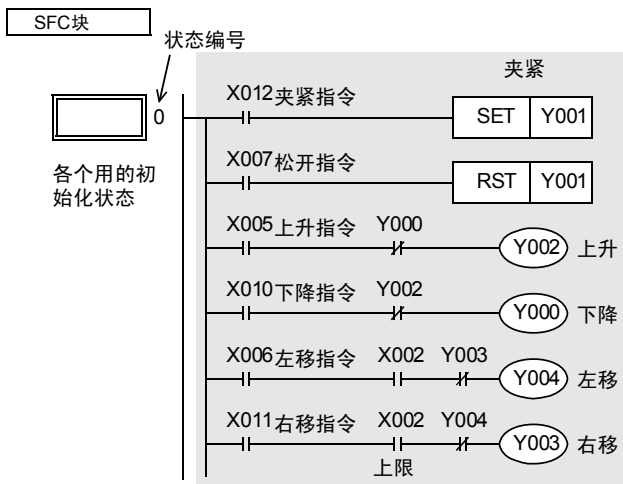 SFC块
状态编号
夹紧
X012夹紧指令
SET Y001
0
X007松开指令
RST Y001
各个用的初
始化状态
X005上升指令 Y000
Y002 上升
X010下降指令 Y002
Y000 下降
X006左移指令 X002 Y003
Y004 左移
X011右移指令 X002 Y004
Y003 右移
上限